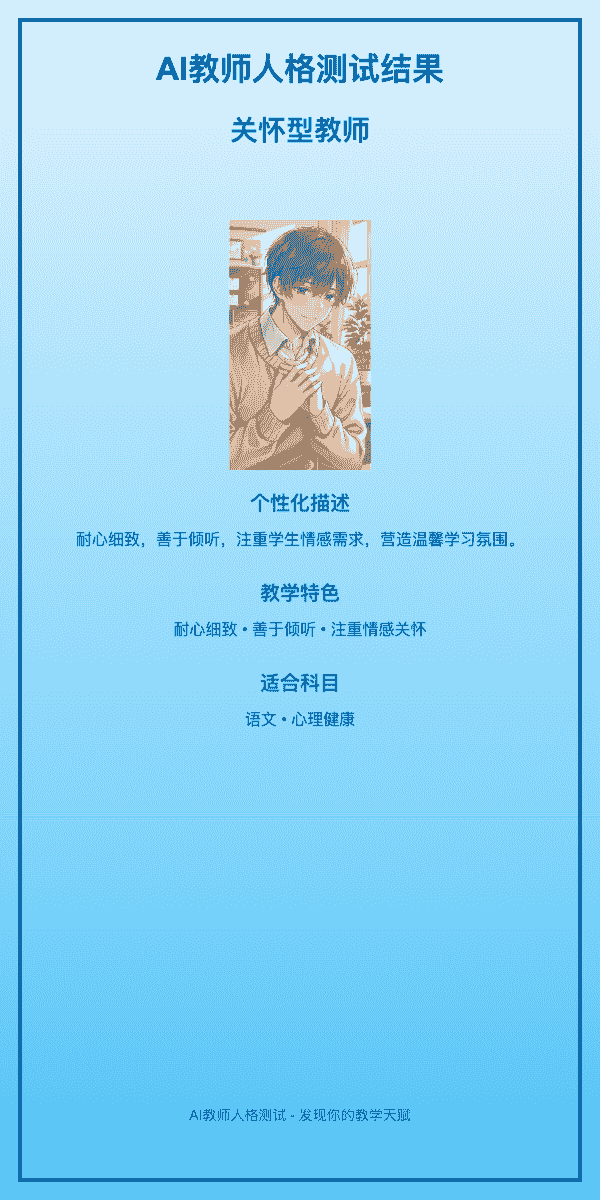 AI教师人格测试结果
关怀型教师
个性化描述
耐心细致，善于倾听，注重学生情感需求，营造温馨学习氛围。
教学特色
耐心细致 • 善于倾听 • 注重情感关怀
适合科目
语文 • 心理健康
AI教师人格测试 - 发现你的教学天赋